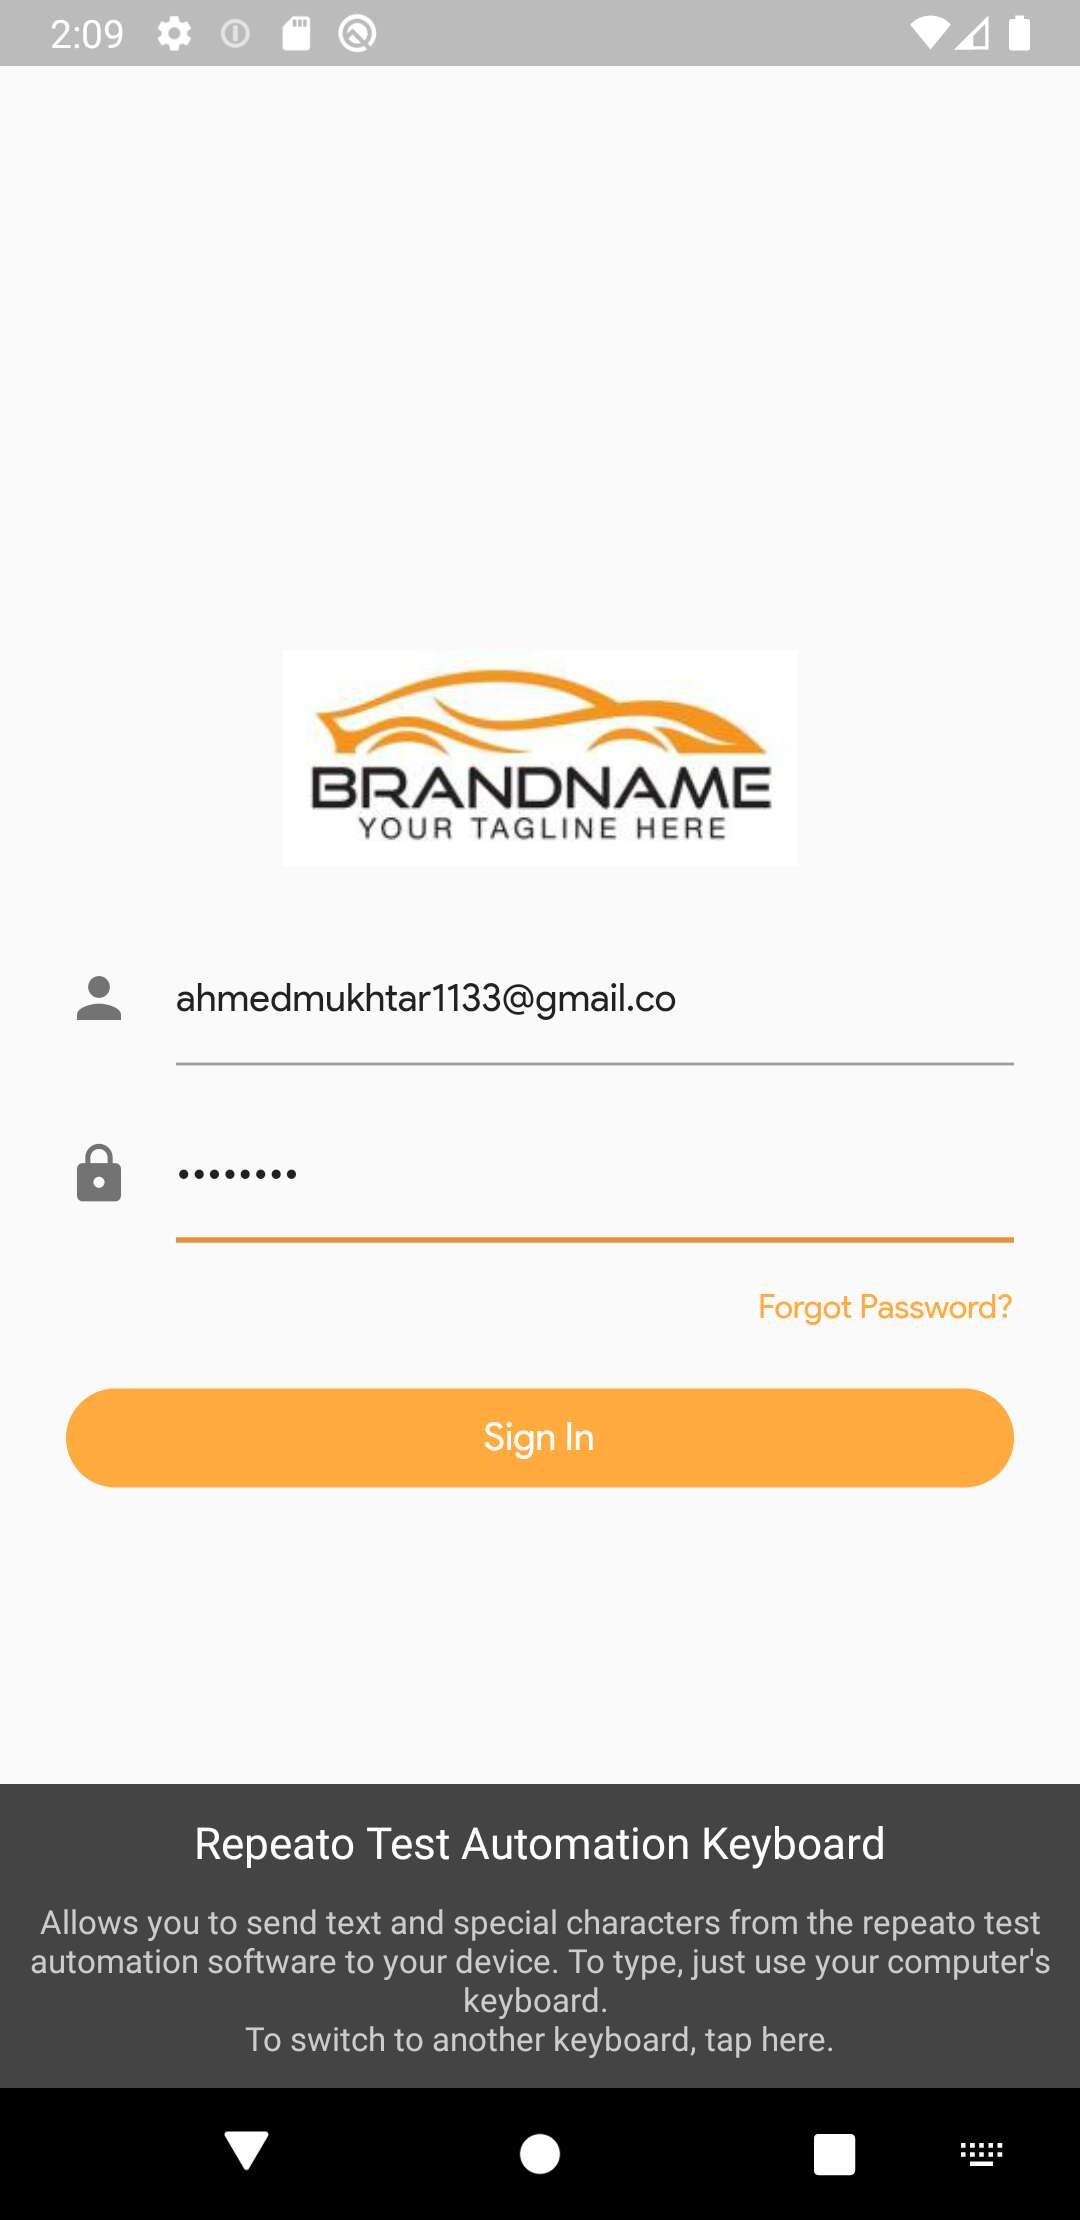 2:09
BRANDNAME
YOUR TAGLINE HERE
ahmedmukhtar1133@gmail.co
••••••••
Forgot Password?
Sign In
Repeato Test Automation Keyboard
Allows you to send text and special characters from the repeato test
automation software to your device. To type, just use your computer's
keyboard.
To switch to another keyboard, tap here.